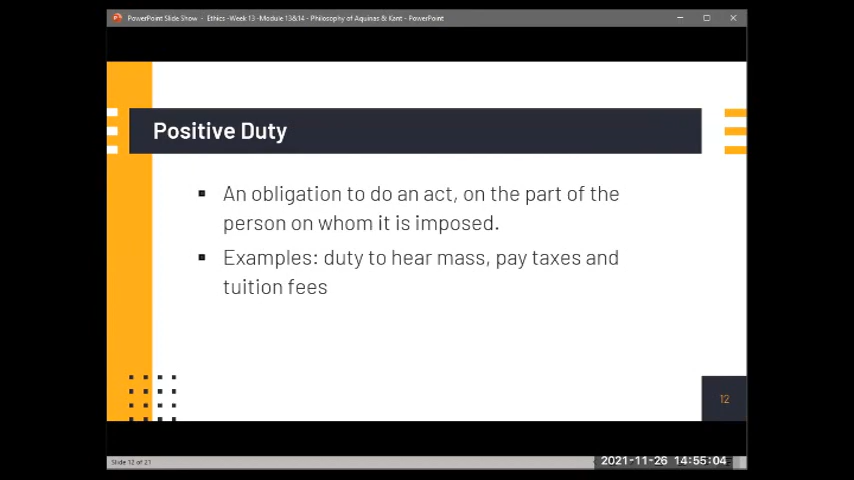 PowerPoint Slide Show - Ethics -Week 13 -Module 13&14 - Philosophy of Aquinas & Kant - PowerPoint
Positive Duty
An obligation to do an act, on the part of the
person on whom it is imposed.
Examples: duty to hear mass, pay taxes and
tuition fees
12
Slide 12 of 21
2021-11-26 14:55:04